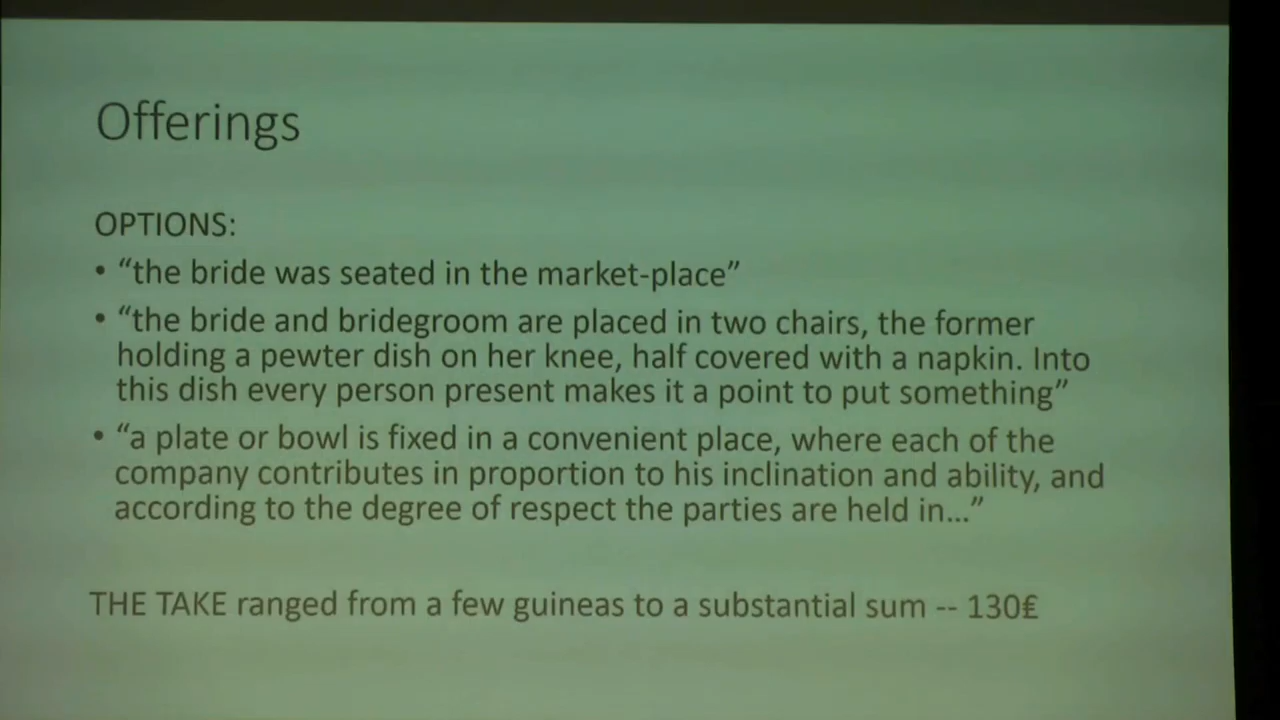 Offerings
OPTIONS:
• “the bride was seated in the market-place”
• “the bride and bridegroom are placed in two chairs, the former
holding a pewter dish on her knee, half covered with a napkin. Into
this dish every person present makes it a point to put something”
• “a plate or bowl is fixed in a convenient place, where each of the
company contributes in proportion to his inclination and ability, and
according to the degree of respect the parties are held in…”
THE TAKE ranged from a few guineas to a substantial sum -- 130₤